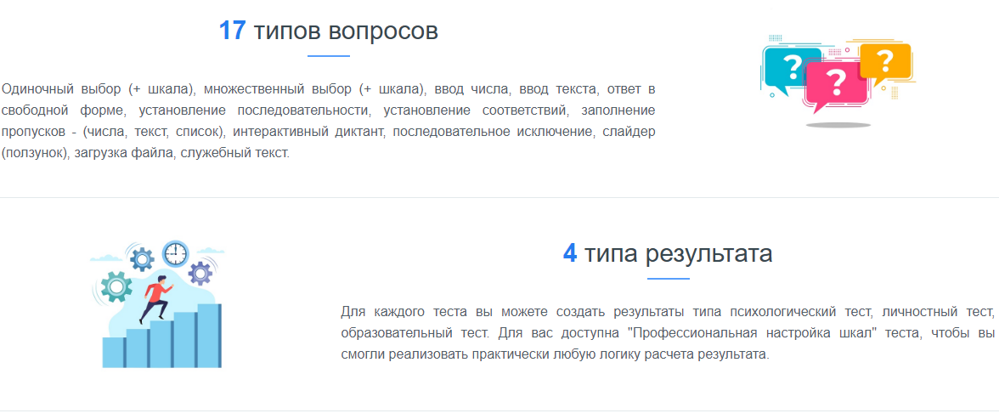 17 типов вопросов
Одиночный выбор (+ шкала), множественный выбор (+ шкала), ввод числа, ввод текста, ответ в
свободной форме, установление последовательности, установление соответствий, заполнение
пропусков - (числа, текст, список), интерактивный диктант, последовательное исключение, слайдер
(ползунок), загрузка файла, служебный текст.
? ? ?
4 типа результата
Для каждого теста вы можете создать результаты типа психологический тест, личностный тест,
образовательный тест. Для вас доступна "Профессиональная настройка шкал" теста, чтобы вы
смогли реализовать практически любую логику расчета результата.